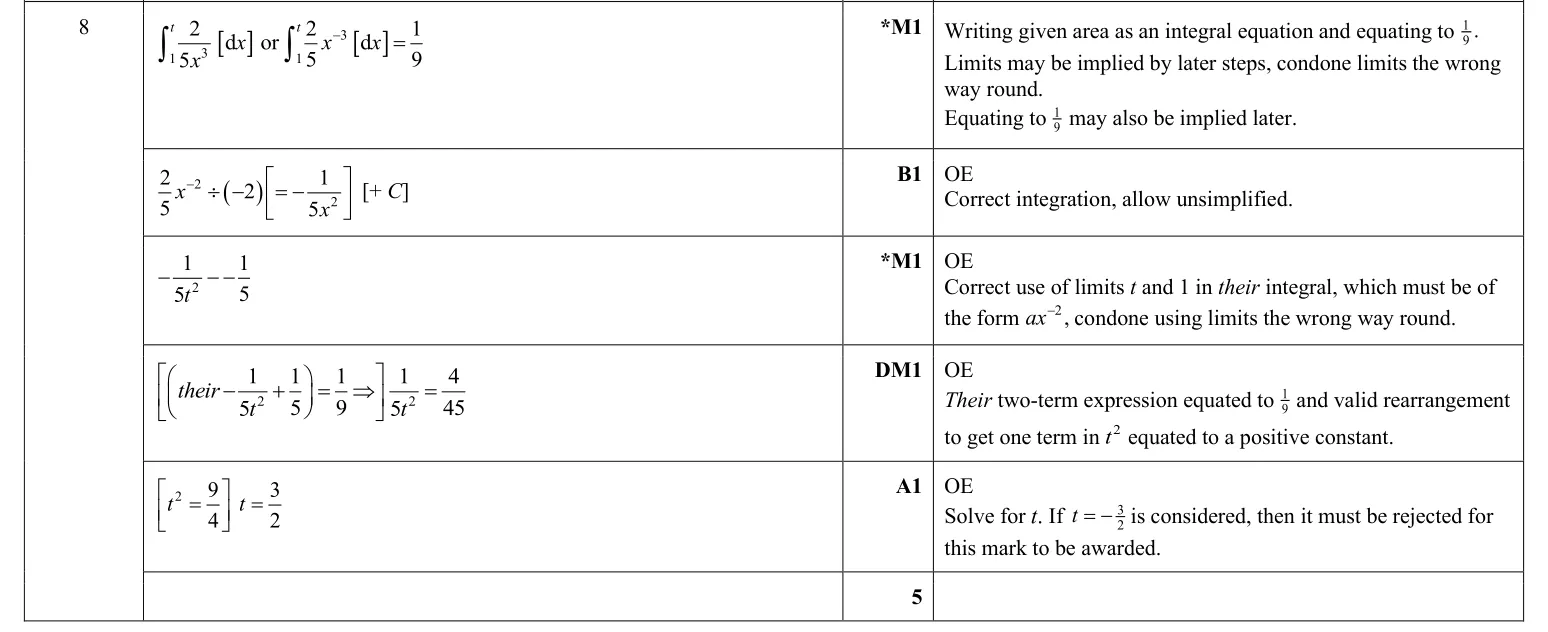 8
∫₁ᵗ 2/(5x³) [dx] or ∫₁ᵗ (2/5)x⁻³ [dx] = 1/9
*M1
Writing given area as an integral equation and equating to 1/9.
Limits may be implied by later steps, condone limits the wrong
way round.
Equating to 1/9 may also be implied later.
(2/5)x⁻² ÷ (−2) [= − 1/(5x²)] [+ C]
B1
OE
Correct integration, allow unsimplified.
− 1/(5t²) − − 1/5
*M1
OE
Correct use of limits t and 1 in their integral, which must be of
the form ax⁻², condone using limits the wrong way round.
[(their − 1/(5t²) + 1/5) = 1/9 ⇒] 1/(5t²) = 4/45
DM1
OE
Their two-term expression equated to 1/9 and valid rearrangement
to get one term in t² equated to a positive constant.
[t² = 9/4] t = 3/2
A1
OE
Solve for t. If t = − 3/2 is considered, then it must be rejected for
this mark to be awarded.
5